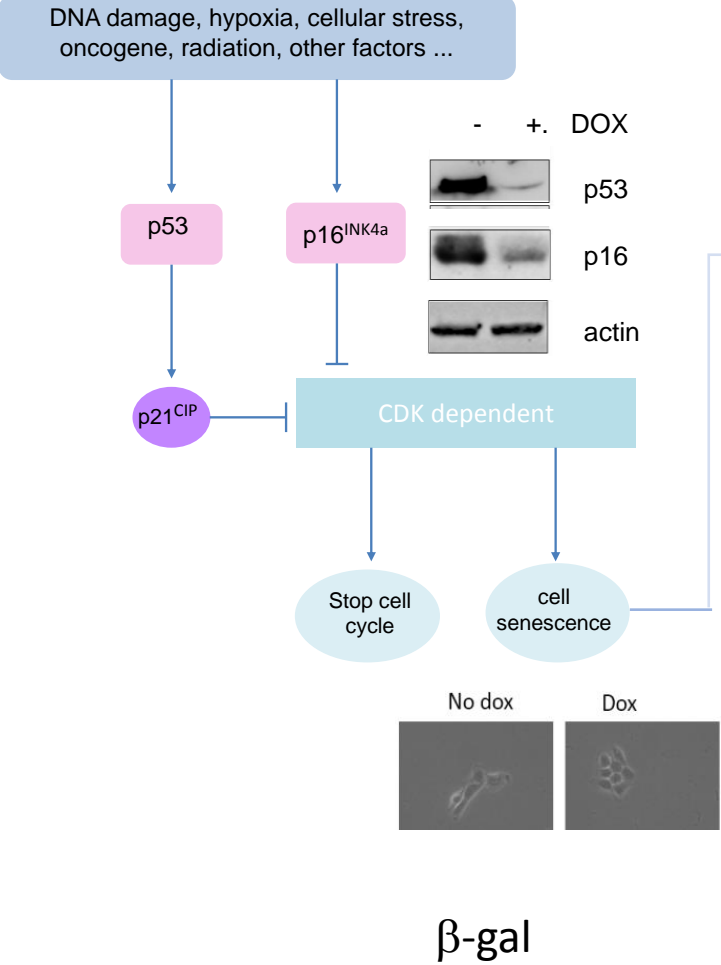 DNA damage, hypoxia, cellular stress,
oncogene, radiation, other factors ...
- +. DOX
p53
p53
p16INK4a
p16
actin
p21CIP
CDK dependent
Stop cell
cycle
cell
senescence
No dox Dox
β-gal